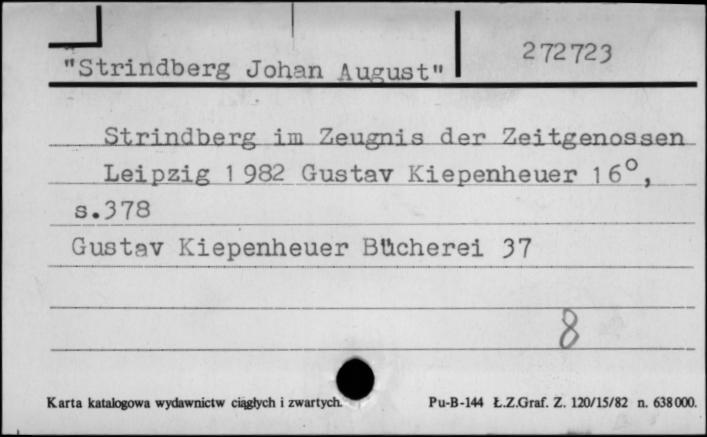 272723
"Strindberg Johan August"
Strindberg im Zeugnis der Zeitgenossen
Leipzig 1982 Gustav Kiepenheuer 16°,
s.378
Gustav Kiepenheuer Bücherei 37
8
Karta katalogowa wydawnictw ciągłych i zwartych. Pu-B-144 Ł.Z.Graf. Z. 120/15/82 n. 638000.